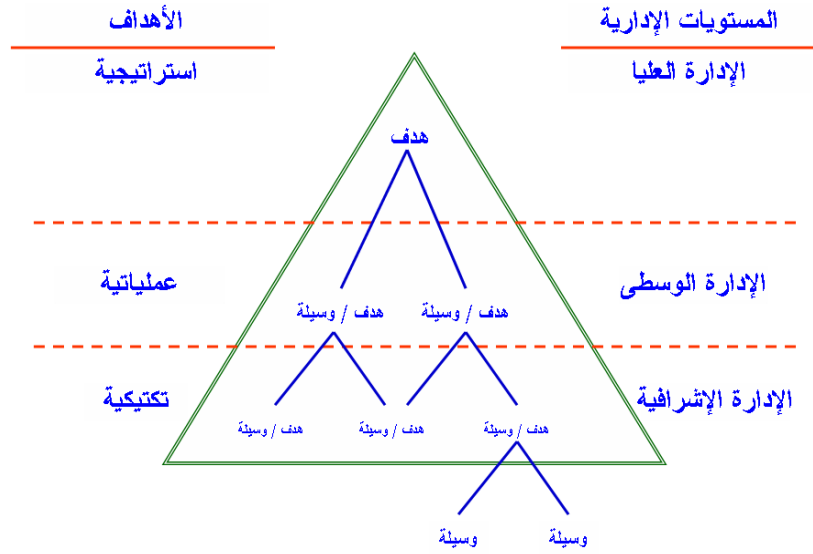 المستويات الإدارية
الأهداف
الإدارة العليا
استراتيجية
هدف
الإدارة الوسطى
عملياتية
هدف / وسيلة
هدف / وسيلة
الإدارة الإشرافية
تكتيكية
هدف / وسيلة
هدف / وسيلة
هدف / وسيلة
وسيلة
وسيلة